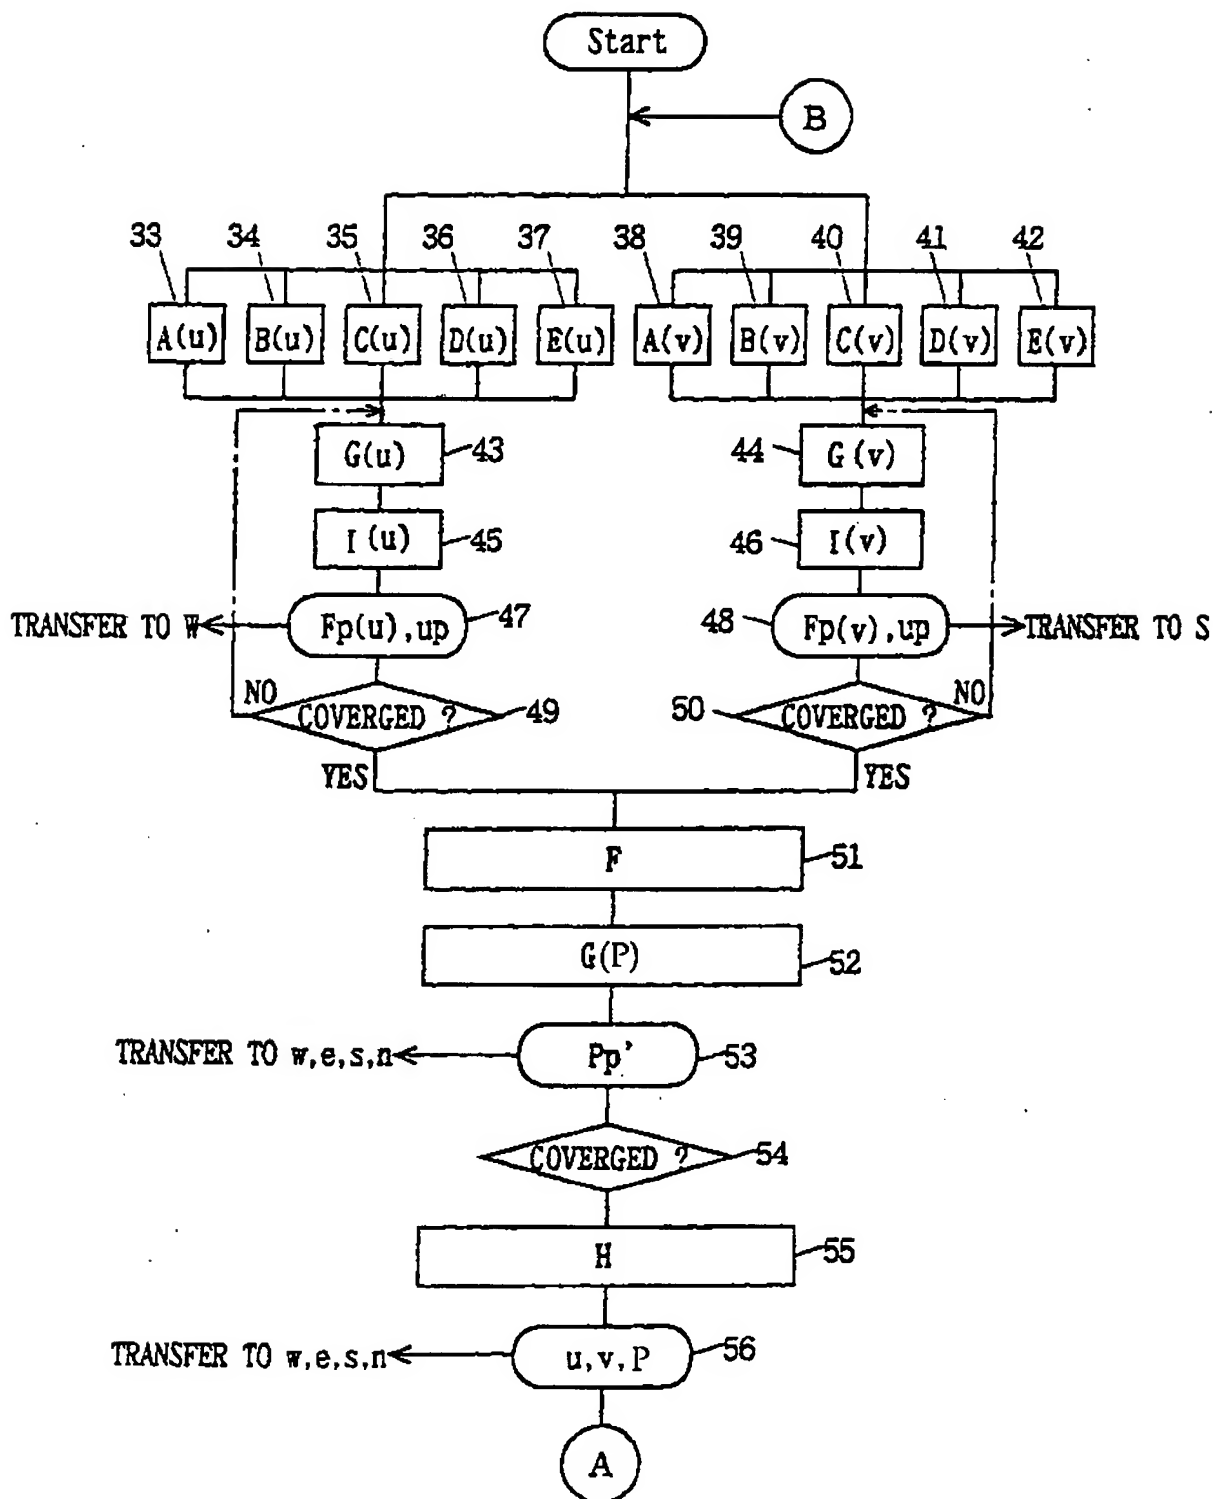 Start
B
33 34 35 36 37 38 39 40 41 42
A(u) B(u) C(u) D(u) E(u) A(v) B(v) C(v) D(v) E(v)
G(u) 43 44 G(v)
I(u) 45 46 I(v)
TRANSFER TO W Fp(u),up 47 48 Fp(v),up TRANSFER TO S
NO COVERGED ? 49 50 COVERGED ? NO
YES YES
F 51
G(P) 52
TRANSFER TO w,e,s,n Pp' 53
COVERGED ? 54
H 55
TRANSFER TO w,e,s,n u,v,P 56
A